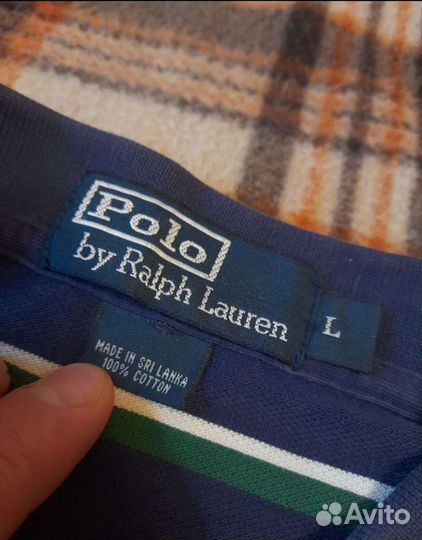 Polo
by Ralph Lauren
L
MADE IN SRI LANKA
100% COTTON
Avito